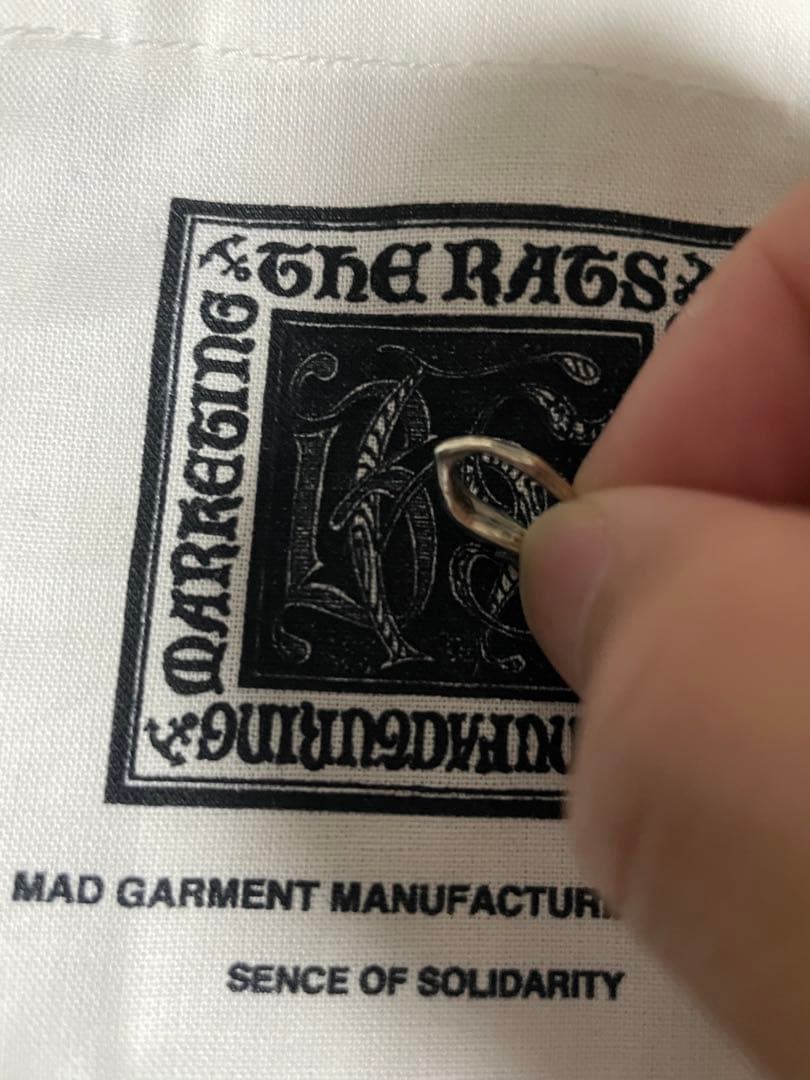 THE RATS
MARKETING
MAD GARMENT MANUFACTURI
SENCE OF SOLIDARITY